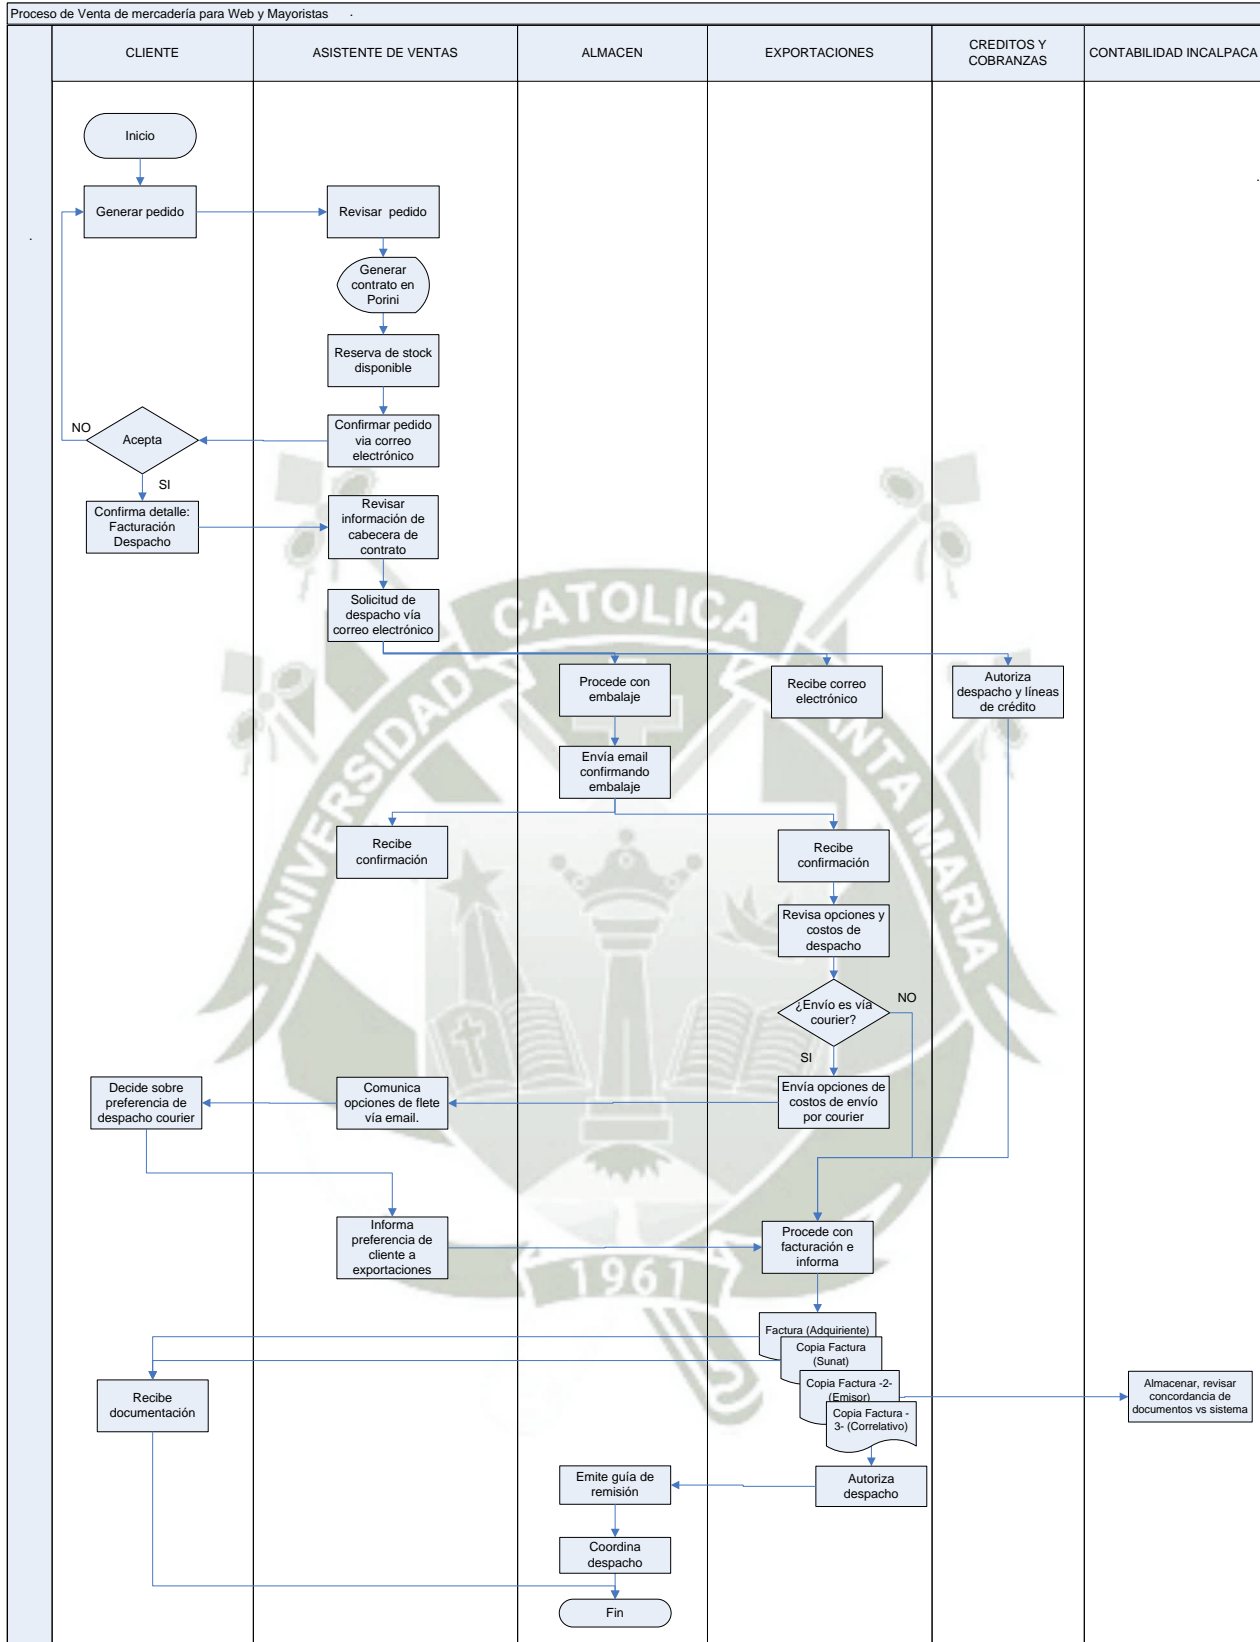 Proceso de Venta de mercadería para Web y Mayoristas
CLIENTE
ASISTENTE DE VENTAS
ALMACEN
EXPORTACIONES
CREDITOS Y
COBRANZAS
CONTABILIDAD INCALPACA
Inicio
Generar pedido
Revisar pedido
Generar
contrato en
Porini
Reserva de stock
disponible
Confirmar pedido
via correo
electrónico
Acepta
NO
SI
Confirma detalle:
Facturación
Despacho
Revisar
información de
cabecera de
contrato
Solicitud de
despacho vía
correo electrónico
Procede con
embalaje
Recibe correo
electrónico
Autoriza
despacho y líneas
de crédito
Envía email
confirmando
embalaje
Recibe
confirmación
Recibe
confirmación
Revisa opciones y
costos de
despacho
¿Envío es vía
courier?
NO
SI
Envía opciones de
costos de envío
por courier
Comunica
opciones de flete
vía email.
Decide sobre
preferencia de
despacho courier
Informa
preferencia de
cliente a
exportaciones
Procede con
facturación e
informa
Factura (Adquiriente)
Copia Factura
(Sunat)
Copia Factura -2-
(Emisor)
Copia Factura -
3- (Correlativo)
Almacenar, revisar
concordancia de
documentos vs sistema
Recibe
documentación
Autoriza
despacho
Emite guía de
remisión
Coordina
despacho
Fin
UNIVERSIDAD CATOLICA SANTA MARIA
1961